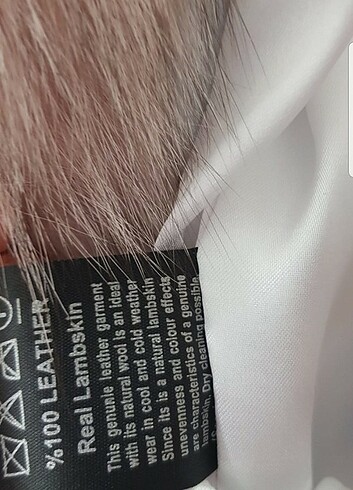 %100 LEATHER
Real Lambskin
This genunie leather garment
with its natural wool is an ideal
wear in cool and cold weather
Since its is a natural lambskin
unevenness and colour effects
are characteristics of a genuine
lambskin. Dry cleaning possible.